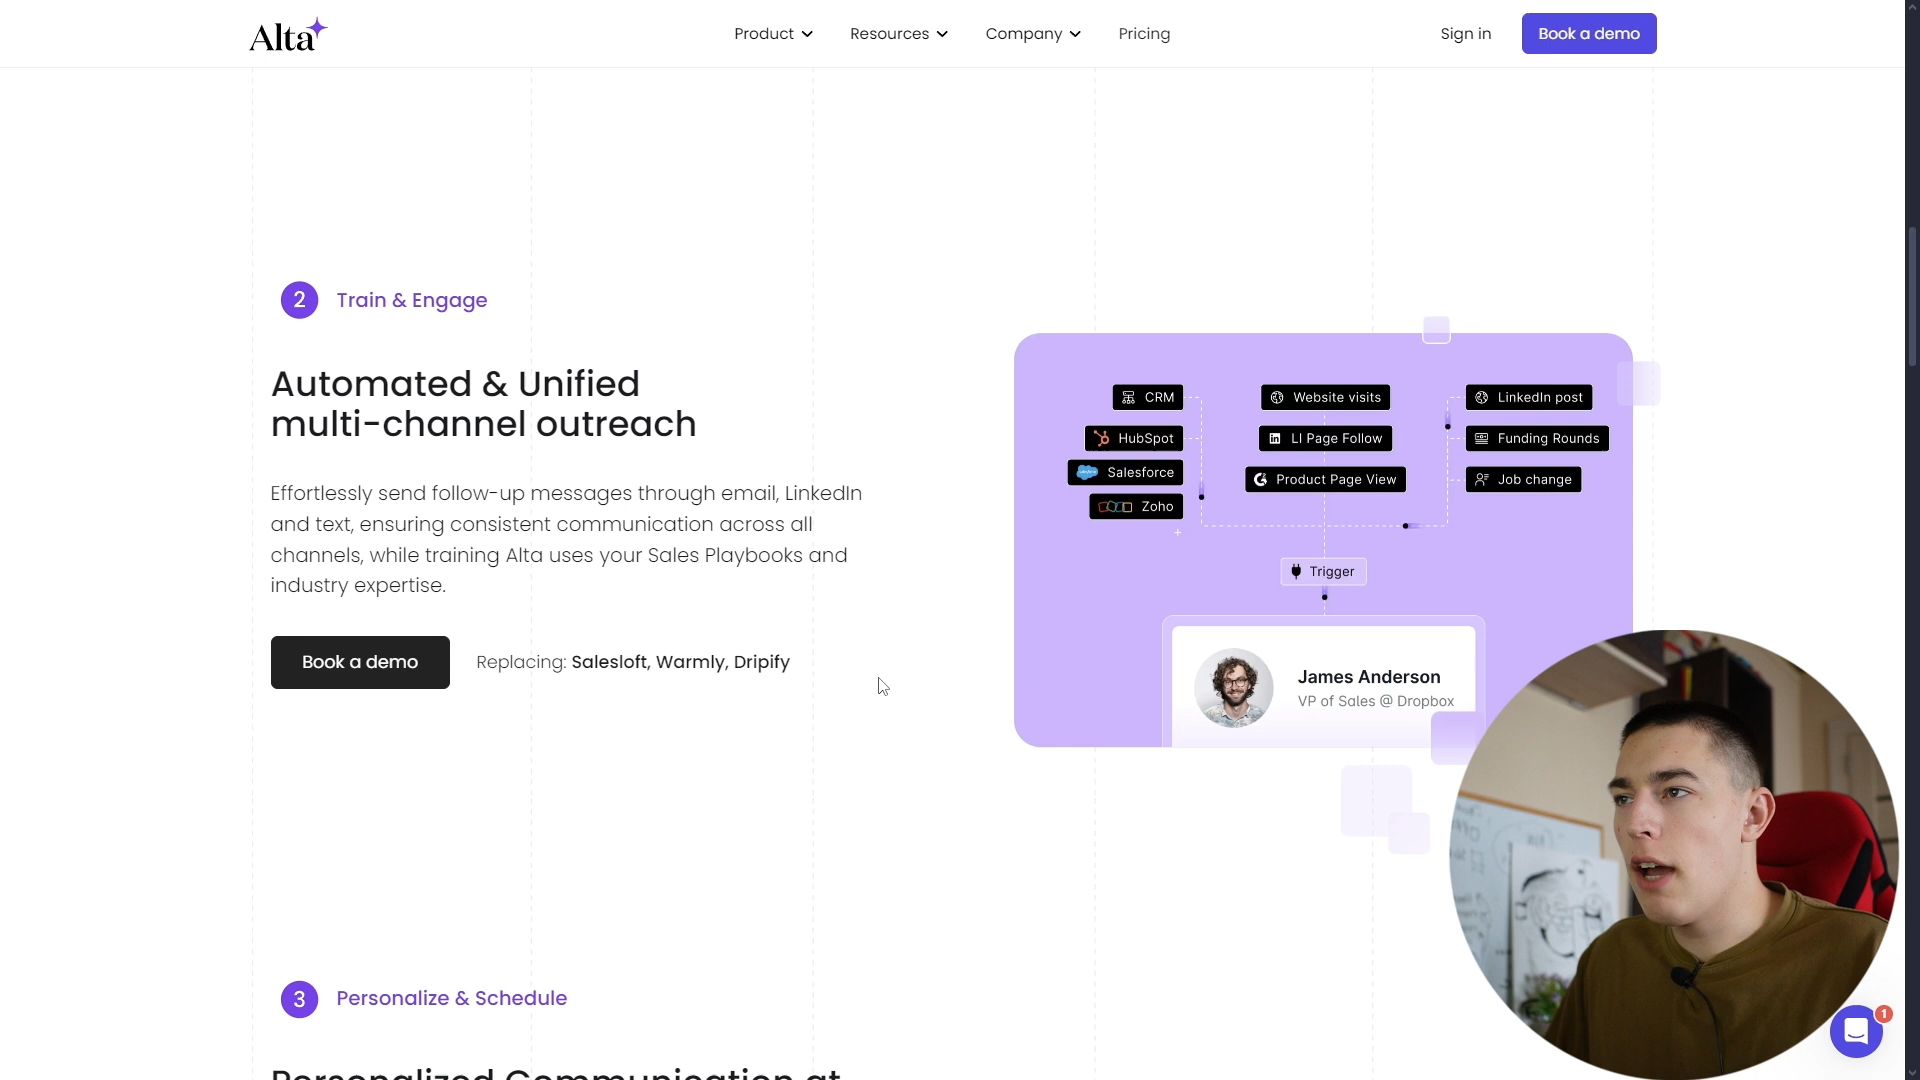 Alta
Product
Resources
Company
Pricing
Sign in
Book a demo
2
Train & Engage
Automated & Unified
multi-channel outreach
Effortlessly send follow-up messages through email, LinkedIn
and text, ensuring consistent communication across all
channels, while training Alta uses your Sales Playbooks and
industry expertise.
Book a demo
Replacing: Salesloft, Warmly, Dripify
CRM
HubSpot
Salesforce
Zoho
Website visits
LI Page Follow
Product Page View
LinkedIn post
Funding Rounds
Job change
Trigger
James Anderson
VP of Sales @ Dropbox
3
Personalize & Schedule
Personalized Communication at
1